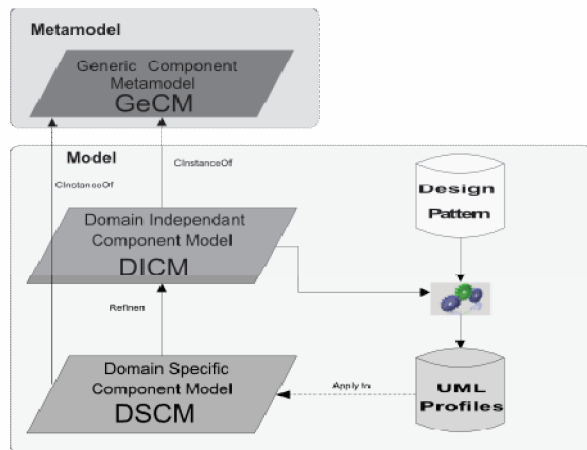 Metamodel
Generic Component
Metamodel
GeCM
Model
CInstanceOf
CInstanceOf
Design
Pattern
Domain Independant
Component Model
DICM
Refines
Domain Specific
Component Model
DSCM
Apply to
UML
Profiles